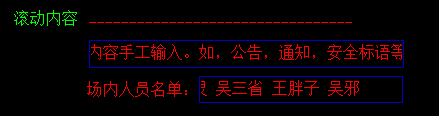 滚动内容 ---------------------------------
内容手工输入。如，公告，通知，安全标语等
场内人员名单： 吴三省 王胖子 吴邪